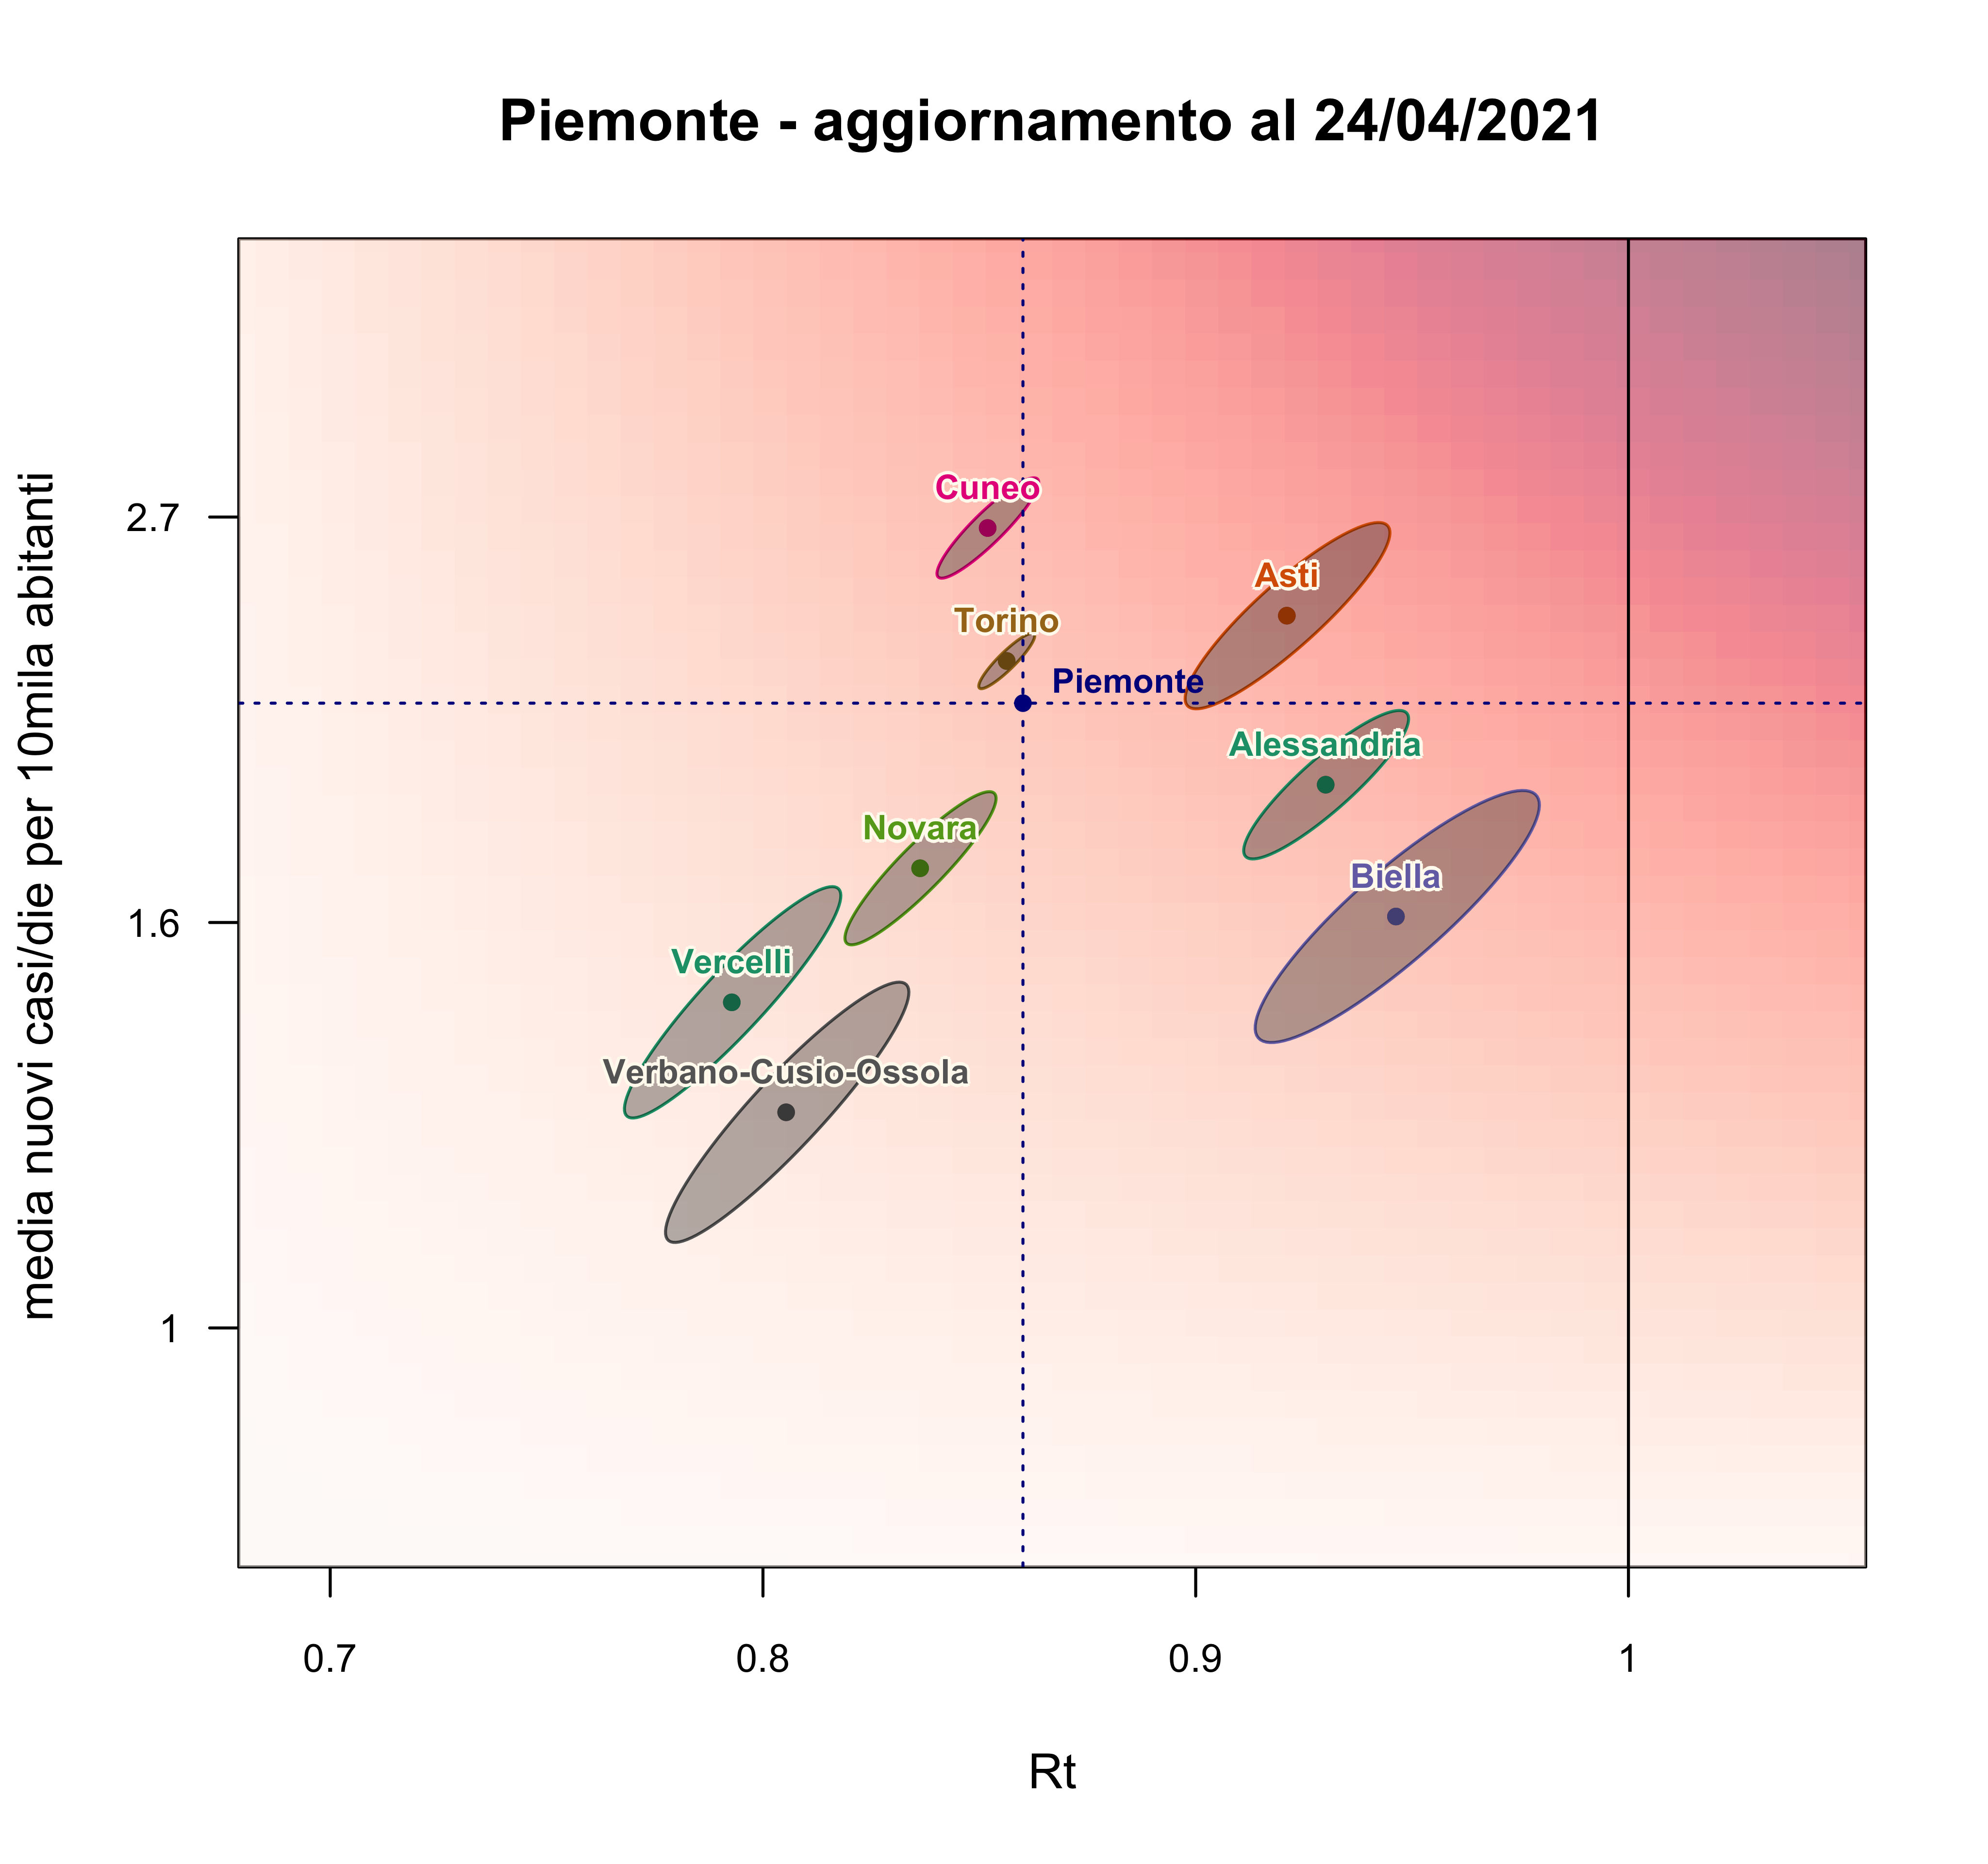 Piemonte - aggiornamento al 24/04/2021
media nuovi casi/die per 10mila abitanti
2.7
1.6
1
Cuneo
Asti
Torino
Piemonte
Alessandria
Novara
Biella
Vercelli
Verbano-Cusio-Ossola
0.7
0.8
0.9
1
Rt